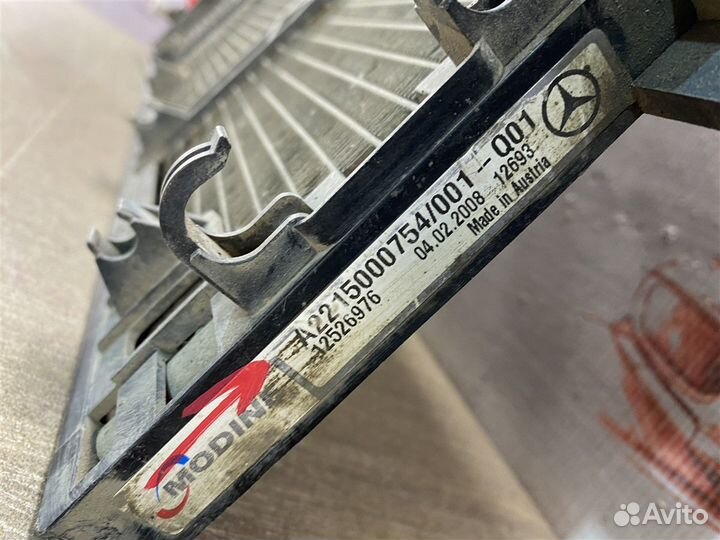 A2215000754/001 --Q01
12526976
04.02.2008 12693
Made in Austria
MODINE
Avito